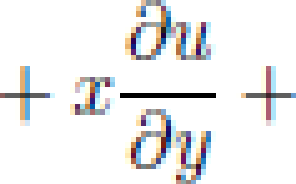 + x ∂u/∂y +